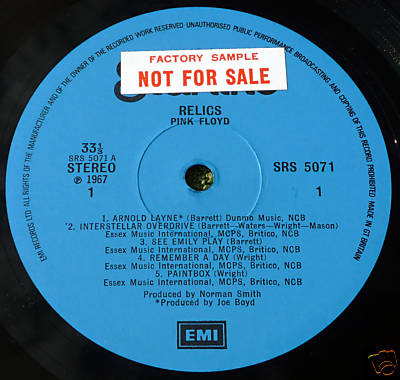 FACTORY SAMPLE
NOT FOR SALE
RELICS
PINK FLOYD
33⅓
SRS 5071 A
STEREO
℗ 1967
1
SRS 5071
1
1. ARNOLD LAYNE* (Barrett) Dunmo Music, NCB
*2. INTERSTELLAR OVERDRIVE (Barrett—Waters—Wright—Mason)
Essex Music International, MCPS, Britico, NCB
3. SEE EMILY PLAY (Barrett)
Essex Music International, MCPS, Britico, NCB
4. REMEMBER A DAY (Wright)
Essex Music International, MCPS, Britico, NCB
5. PAINTBOX (Wright)
Essex Music International, MCPS, Britico, NCB
Produced by Norman Smith
*Produced by Joe Boyd
EMI
EMI RECORDS LTD ALL RIGHTS OF THE MANUFACTURER AND OF THE OWNER OF THE RECORDED WORK RESERVED · UNAUTHORISED PUBLIC PERFORMANCE BROADCASTING AND COPYING OF THIS RECORD PROHIBITED MADE IN GT BRITAIN